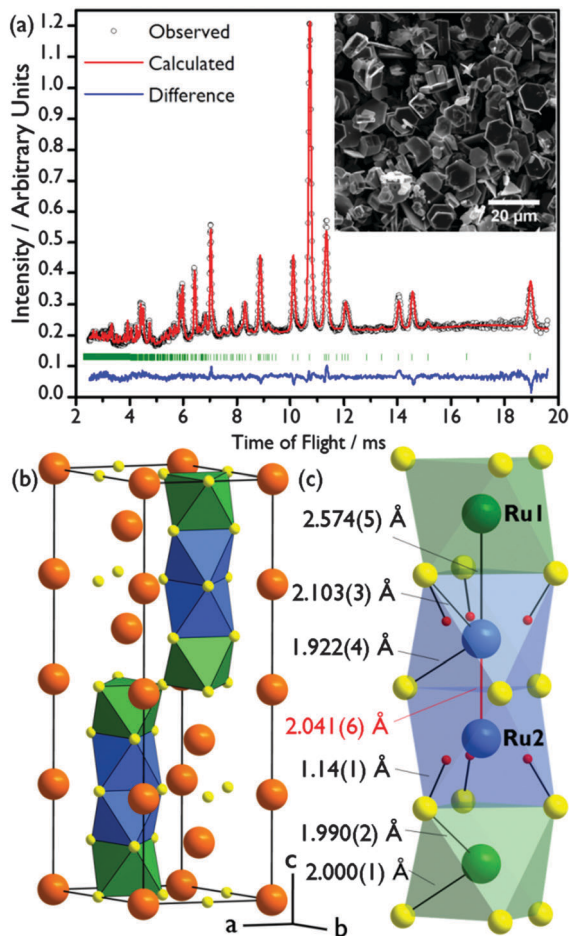 (a)
Observed
Calculated
Difference
20 μm
Intensity / Arbitrary Units
1.2
1.1
1.0
0.9
0.8
0.7
0.6
0.5
0.4
0.3
0.2
0.1
0.0
2 4 6 8 10 12 14 16 18 20
Time of Flight / ms
(b)
(c)
Ru1
2.574(5) Å
2.103(3) Å
1.922(4) Å
2.041(6) Å
Ru2
1.14(1) Å
1.990(2) Å
2.000(1) Å
c
a
b